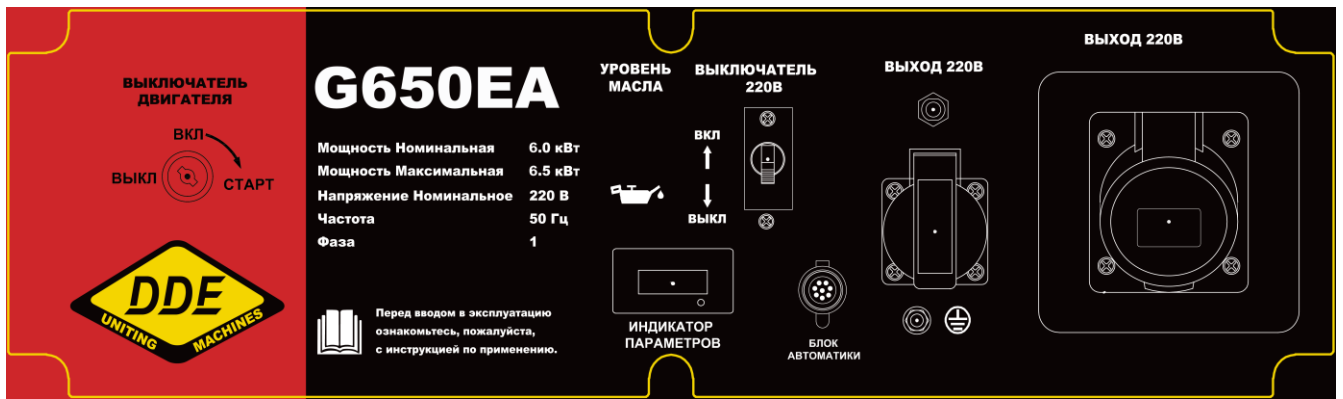 ВЫКЛЮЧАТЕЛЬ
ДВИГАТЕЛЯ
ВКЛ
ВЫКЛ
СТАРТ
DDE
UNITING MACHINES
G650EA
Мощность Номинальная 6.0 кВт
Мощность Максимальная 6.5 кВт
Напряжение Номинальное 220 В
Частота 50 Гц
Фаза 1
Перед вводом в эксплуатацию
ознакомьтесь, пожалуйста,
с инструкцией по применению.
УРОВЕНЬ
МАСЛА
ВЫКЛЮЧАТЕЛЬ
220В
ВКЛ
ВЫКЛ
ИНДИКАТОР
ПАРАМЕТРОВ
БЛОК
АВТОМАТИКИ
ВЫХОД 220В
ВЫХОД 220В